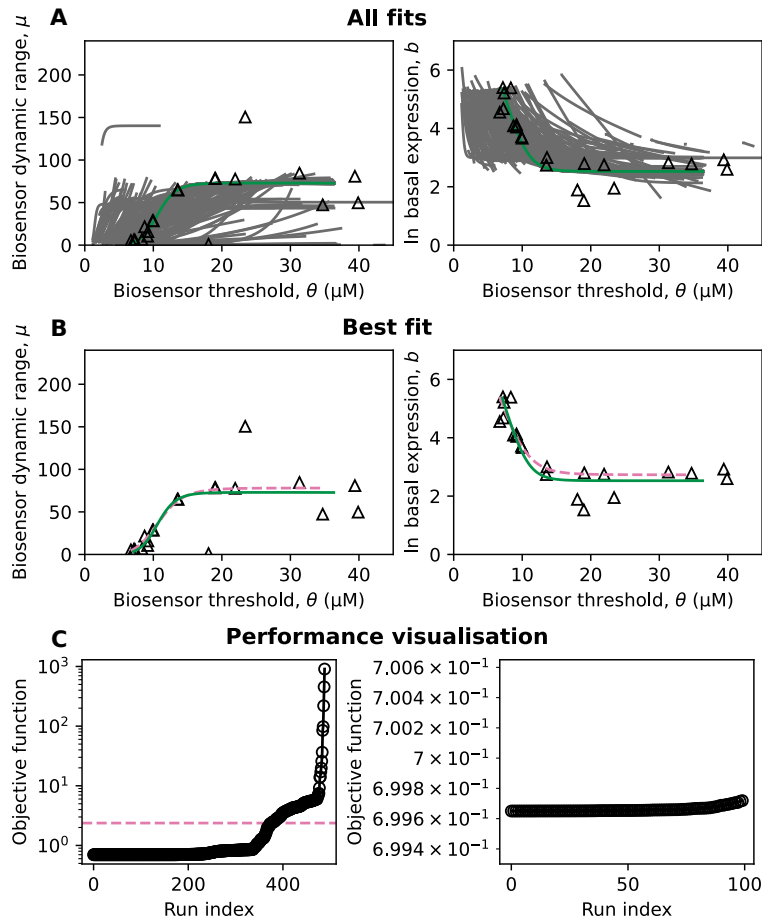 A
All fits
Biosensor dynamic range, μ
200
150
100
50
0
0 10 20 30 40
Biosensor threshold, θ (μM)
ln basal expression, b
6
4
2
0
0 10 20 30 40
Biosensor threshold, θ (μM)
B
Best fit
Biosensor dynamic range, μ
200
150
100
50
0
0 10 20 30 40
Biosensor threshold, θ (μM)
ln basal expression, b
6
4
2
0
0 10 20 30 40
Biosensor threshold, θ (μM)
C
Performance visualisation
Objective function
10³
10²
10¹
10⁰
0 200 400
Run index
Objective function
7.006 × 10⁻¹
7.004 × 10⁻¹
7.002 × 10⁻¹
7 × 10⁻¹
6.998 × 10⁻¹
6.996 × 10⁻¹
6.994 × 10⁻¹
0 50 100
Run index